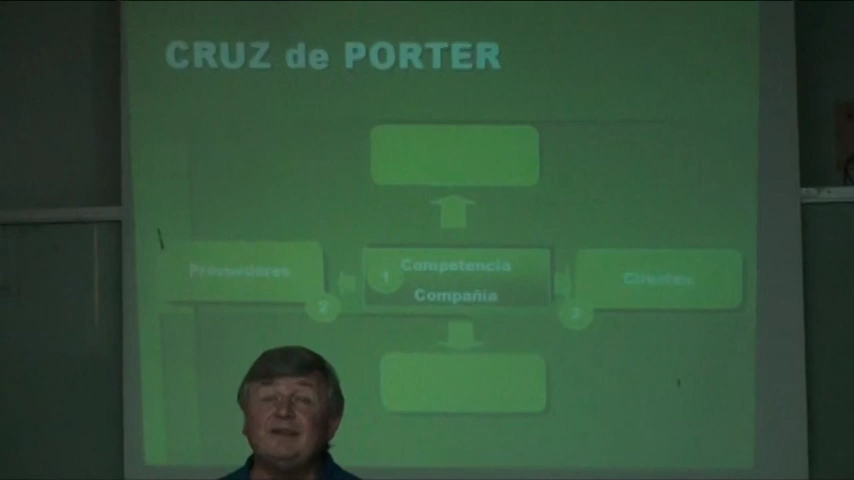 CRUZ de PORTER
Proveedores
1
Competencia
Compañía
Clientes
2
3